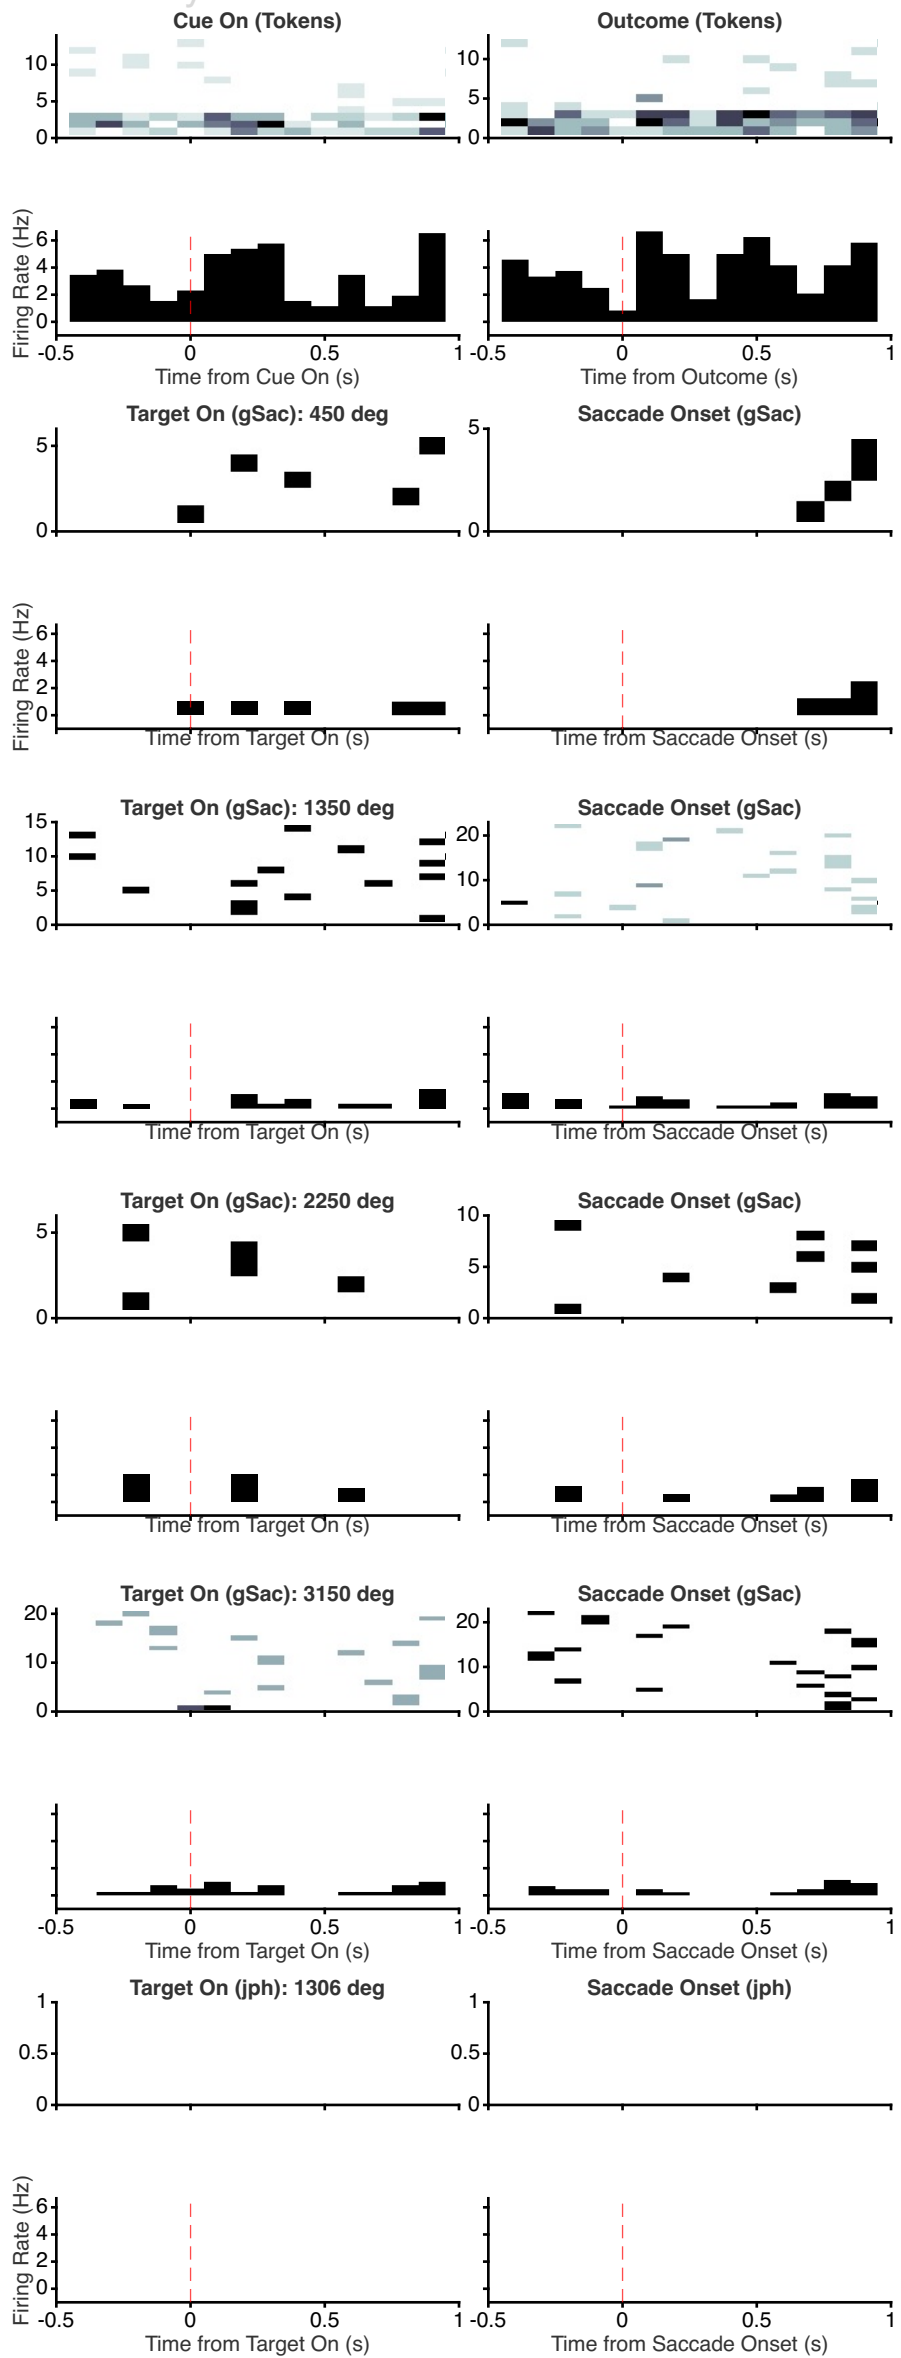 Cue On (Tokens) Outcome (Tokens)
10 10
5 5
0 0
0 0.5 1 0 0.5 1
Firing Rate (Hz)
6
4
2
0
-0.5 0 0.5 1 -0.5 0 0.5 1
Time from Cue On (s) Time from Outcome (s)
Target On (gSac): 450 deg Saccade Onset (gSac)
5 5
0 0
Firing Rate (Hz)
6
4
2
0
Time from Target On (s) Time from Saccade Onset (s)
Target On (gSac): 1350 deg Saccade Onset (gSac)
15 20
10 10
5
0 0
Time from Target On (s) Time from Saccade Onset (s)
Target On (gSac): 2250 deg Saccade Onset (gSac)
5 10
5
0 0
Time from Target On (s) Time from Saccade Onset (s)
Target On (gSac): 3150 deg Saccade Onset (gSac)
20 20
10 10
0 0
-0.5 0 0.5 1 -0.5 0 0.5 1
Time from Target On (s) Time from Saccade Onset (s)
Target On (jph): 1306 deg Saccade Onset (jph)
1 1
0.5 0.5
0 0
Firing Rate (Hz)
6
4
2
0
-0.5 0 0.5 1 -0.5 0 0.5 1
Time from Target On (s) Time from Saccade Onset (s)